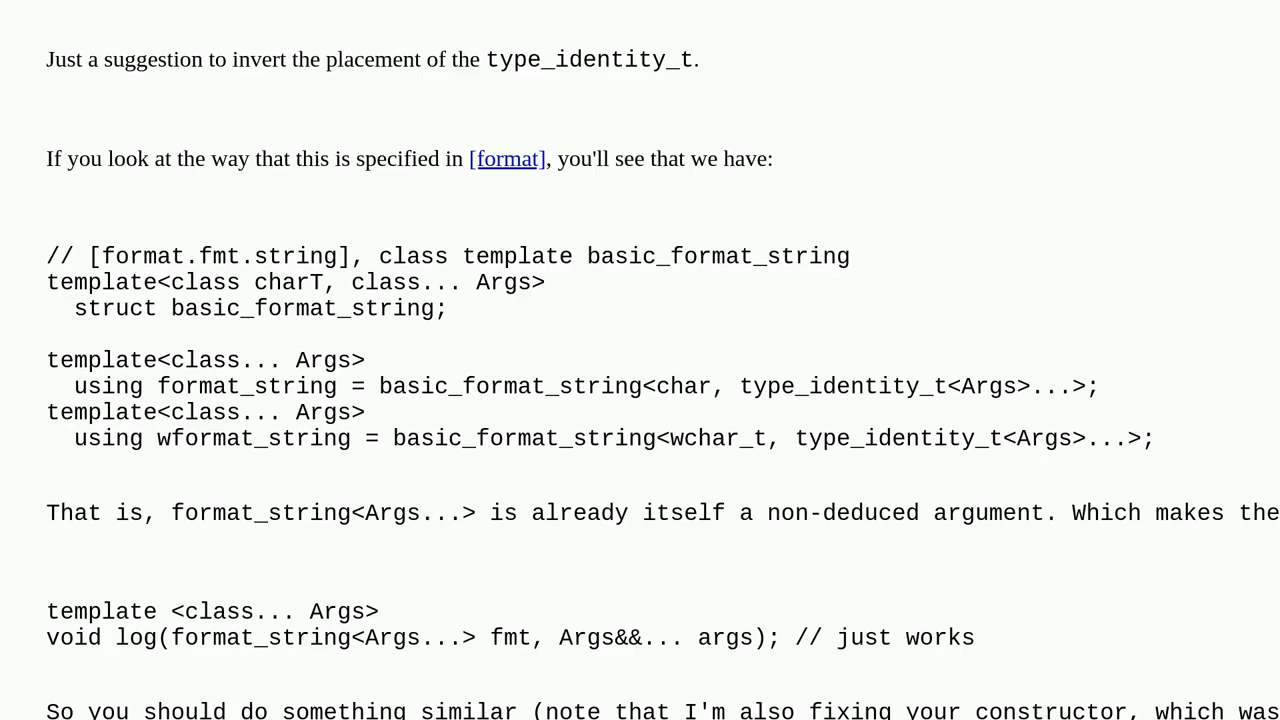 Just a suggestion to invert the placement of the type_identity_t.
If you look at the way that this is specified in [format], you'll see that we have:
// [format.fmt.string], class template basic_format_string
template<class charT, class... Args>
  struct basic_format_string;
template<class... Args>
  using format_string = basic_format_string<char, type_identity_t<Args>...>;
template<class... Args>
  using wformat_string = basic_format_string<wchar_t, type_identity_t<Args>...>;
That is, format_string<Args...> is already itself a non-deduced argument. Which makes the
template <class... Args>
void log(format_string<Args...> fmt, Args&&... args); // just works
So you should do something similar (note that I'm also fixing your constructor, which was